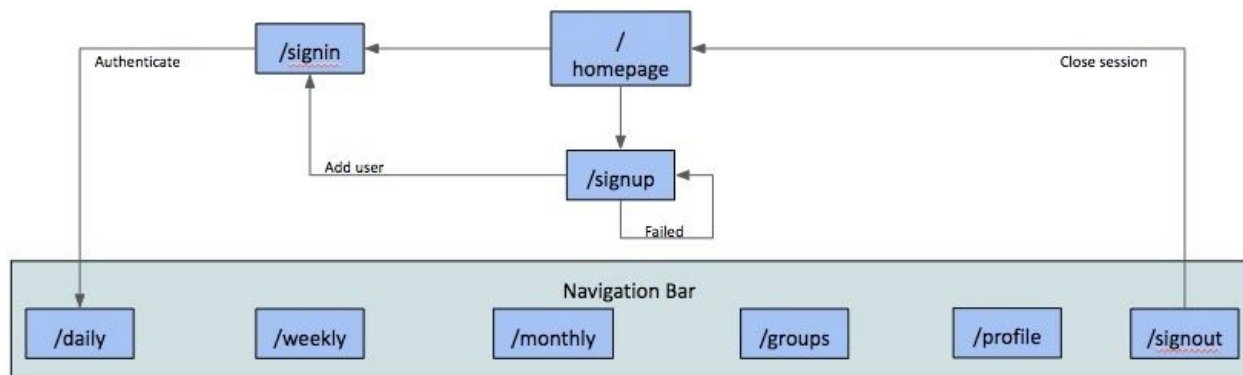 /signin
/
homepage
Authenticate
Close session
Add user
/signup
Failed
Navigation Bar
/daily
/weekly
/monthly
/groups
/profile
/signout